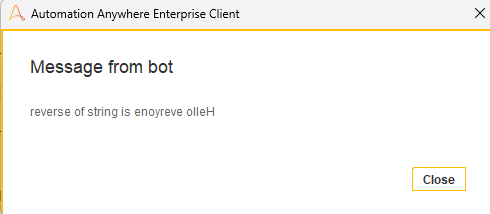 Automation Anywhere Enterprise Client
Message from bot
reverse of string is enoyreve olleH
Close